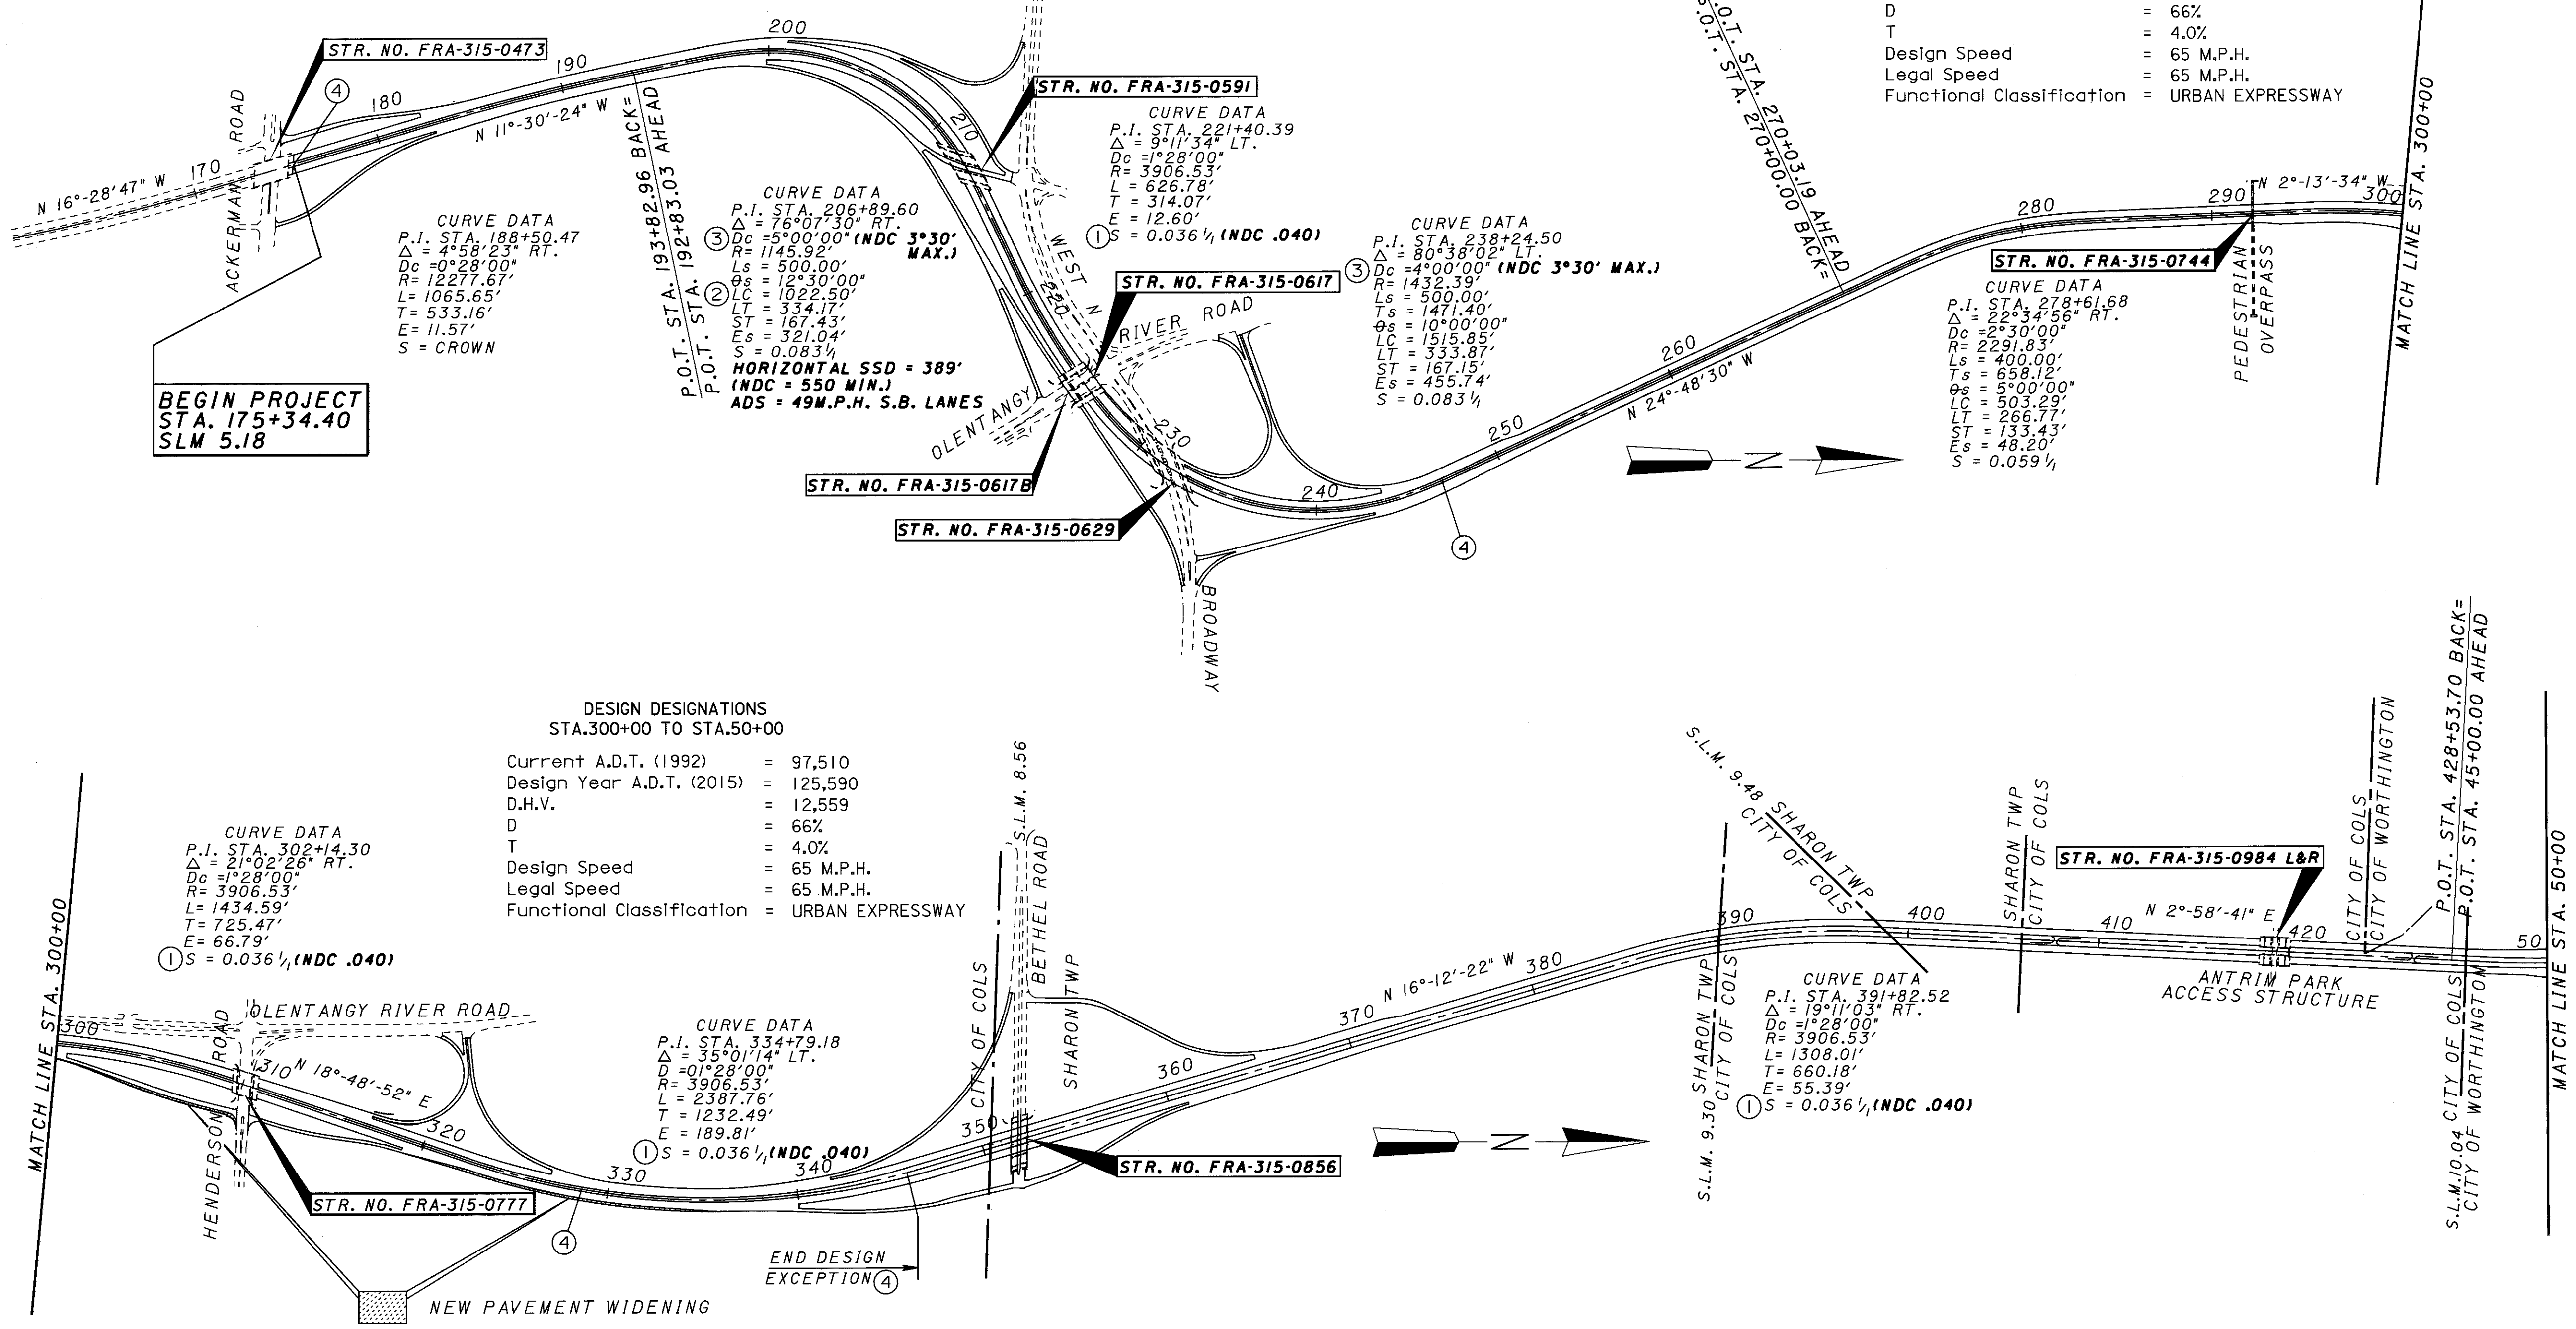 200
190
180
170
210
220
230
240
250
260
280
290
300
STR. NO. FRA-315-0473
④
ACKERMAN ROAD
N 16°-28'-47" W
N 11°-30'-24" W
BEGIN PROJECT
STA. 175+34.40
SLM 5.18
CURVE DATA
P.I. STA. 188+50.47
Δ = 4°58'23" RT.
Dc =0°28'00"
R= 12277.67'
L= 1065.65'
T= 533.16'
E= 11.57'
S = CROWN
P.O.T. STA. 193+82.96 BACK=
P.O.T. STA. 192+83.03 AHEAD
CURVE DATA
P.I. STA. 206+89.60
Δ = 76°07'30" RT.
③ Dc =5°00'00" (NDC 3°30'
MAX.)
R= 1145.92'
Ls = 500.00'
θs = 12°30'00"
② LC = 1022.50'
LT = 334.17'
ST = 167.43'
Es = 321.04'
S = 0.083 1/1
HORIZONTAL SSD = 389'
(NDC = 550 MIN.)
ADS = 49M.P.H. S.B. LANES
STR. NO. FRA-315-0591
CURVE DATA
P.I. STA. 221+40.39
Δ = 9°11'34" LT.
Dc =1°28'00"
R= 3906.53'
L = 626.78'
T = 314.07'
E = 12.60'
① S = 0.036 1/1 (NDC .040)
WEST N
STR. NO. FRA-315-0617
OLENTANGY RIVER ROAD
STR. NO. FRA-315-0617B
STR. NO. FRA-315-0629
BROADWAY
CURVE DATA
P.I. STA. 238+24.50
Δ = 80°38'02" LT.
③ Dc =4°00'00" (NDC 3°30' MAX.)
R= 1432.39'
Ls = 500.00'
Ts = 1471.40'
θs = 10°00'00"
LC = 1515.85'
LT = 333.87'
ST = 167.15'
Es = 455.74'
S = 0.083 1/1
④
N 24°-48'-30" W
N
.O.T. STA. 270+03.19 AHEAD
.O.T. STA. 270+00.00 BACK=
D = 66%
T = 4.0%
Design Speed = 65 M.P.H.
Legal Speed = 65 M.P.H.
Functional Classification = URBAN EXPRESSWAY
STR. NO. FRA-315-0744
CURVE DATA
P.I. STA. 278+61.68
Δ = 22°34'56" RT.
Dc =2°30'00"
R= 2291.83'
Ls = 400.00'
Ts = 658.12'
θs = 5°00'00"
LC = 503.29'
LT = 266.77'
ST = 133.43'
Es = 48.20'
S = 0.059 1/1
PEDESTRIAN
OVERPASS
N 2°-13'-34" W
MATCH LINE STA. 300+00
DESIGN DESIGNATIONS
STA.300+00 TO STA.50+00
Current A.D.T. (1992) = 97,510
Design Year A.D.T. (2015) = 125,590
D.H.V. = 12,559
D = 66%
T = 4.0%
Design Speed = 65 M.P.H.
Legal Speed = 65 M.P.H.
Functional Classification = URBAN EXPRESSWAY
MATCH LINE STA. 300+00
CURVE DATA
P.I. STA. 302+14.30
Δ = 21°02'26" RT.
Dc =1°28'00"
R= 3906.53'
L= 1434.59'
T= 725.47'
E= 66.79'
① S = 0.036 1/1 (NDC .040)
300
310
320
330
340
350
360
370
380
390
400
410
420
50
HENDERSON ROAD
OLENTANGY RIVER ROAD
N 18°-48'-52" E
STR. NO. FRA-315-0777
④
NEW PAVEMENT WIDENING
CURVE DATA
P.I. STA. 334+79.18
Δ = 35°01'14" LT.
D =01°28'00"
R= 3906.53'
L = 2387.76'
T = 1232.49'
E = 189.81'
① S = 0.036 1/1 (NDC .040)
END DESIGN
EXCEPTION ④
S.L.M. 8.56
CITY OF COLS
BETHEL ROAD
SHARON TWP
STR. NO. FRA-315-0856
N 16°-12'-22" W
N
S.L.M. 9.30 SHARON TWP
CITY OF COLS
S.L.M. 9.48 SHARON TWP
CITY OF COLS
CURVE DATA
P.I. STA. 391+82.52
Δ = 19°11'03" RT.
Dc =1°28'00"
R= 3906.53'
L= 1308.01'
T= 660.18'
E= 55.39'
① S = 0.036 1/1 (NDC .040)
SHARON TWP
CITY OF COLS
N 2°-58'-41" E
STR. NO. FRA-315-0984 L&R
ANTRIM PARK
ACCESS STRUCTURE
CITY OF COLS
CITY OF WORTHINGTON
P.O.T. STA. 428+53.70 BACK=
P.O.T. STA. 45+00.00 AHEAD
S.L.M.10.04 CITY OF COLS
CITY OF WORTHINGTON
MATCH LINE STA. 50+00